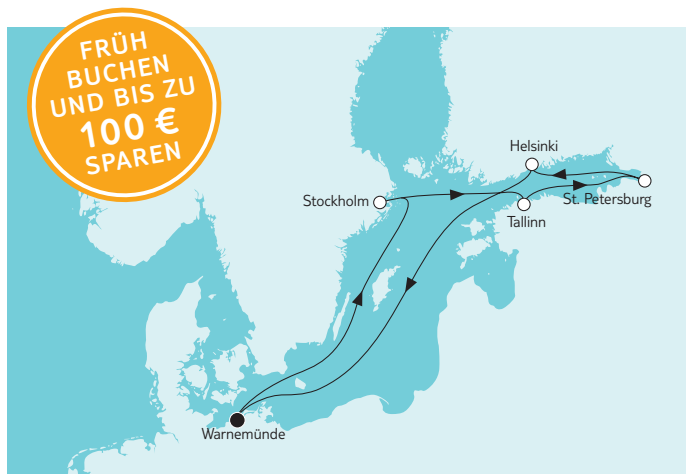 FRÜH
BUCHEN
UND BIS ZU
100 €
SPAREN
Helsinki
Stockholm
St. Petersburg
Tallinn
Warnemünde